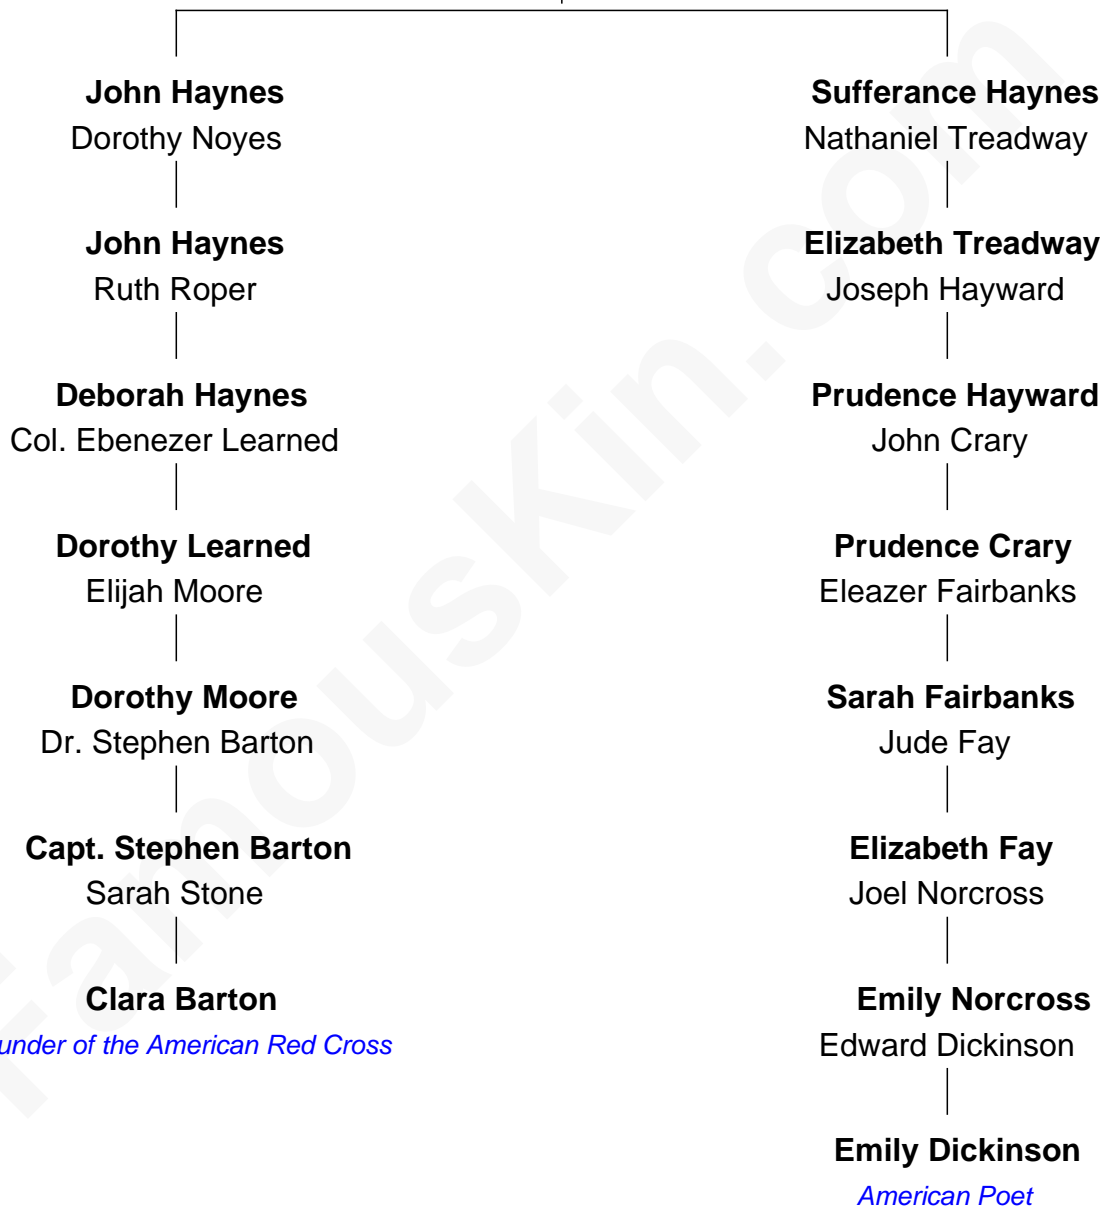 John Haynes
Dorothy Noyes
John Haynes
Ruth Roper
Deborah Haynes
Col. Ebenezer Learned
Dorothy Learned
Elijah Moore
Dorothy Moore
Dr. Stephen Barton
Capt. Stephen Barton
Sarah Stone
Clara Barton
under of the American Red Cross
Sufferance Haynes
Nathaniel Treadway
Elizabeth Treadway
Joseph Hayward
Prudence Hayward
John Crary
Prudence Crary
Eleazer Fairbanks
Sarah Fairbanks
Jude Fay
Elizabeth Fay
Joel Norcross
Emily Norcross
Edward Dickinson
Emily Dickinson
American Poet
FamousKin.com